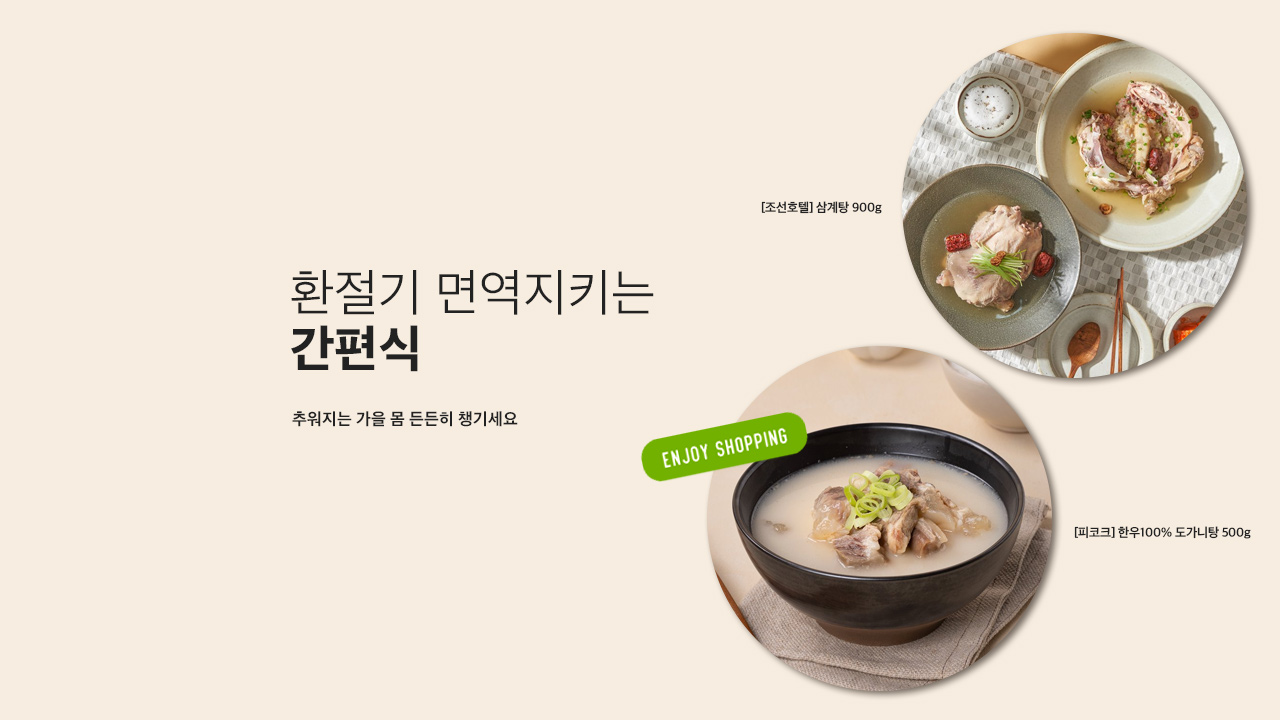 환절기 면역지키는
간편식
추워지는 가을 몸 든든히 챙기세요
[조선호텔] 삼계탕 900g
ENJOY SHOPPING
[피코크] 한우100% 도가니탕 500g